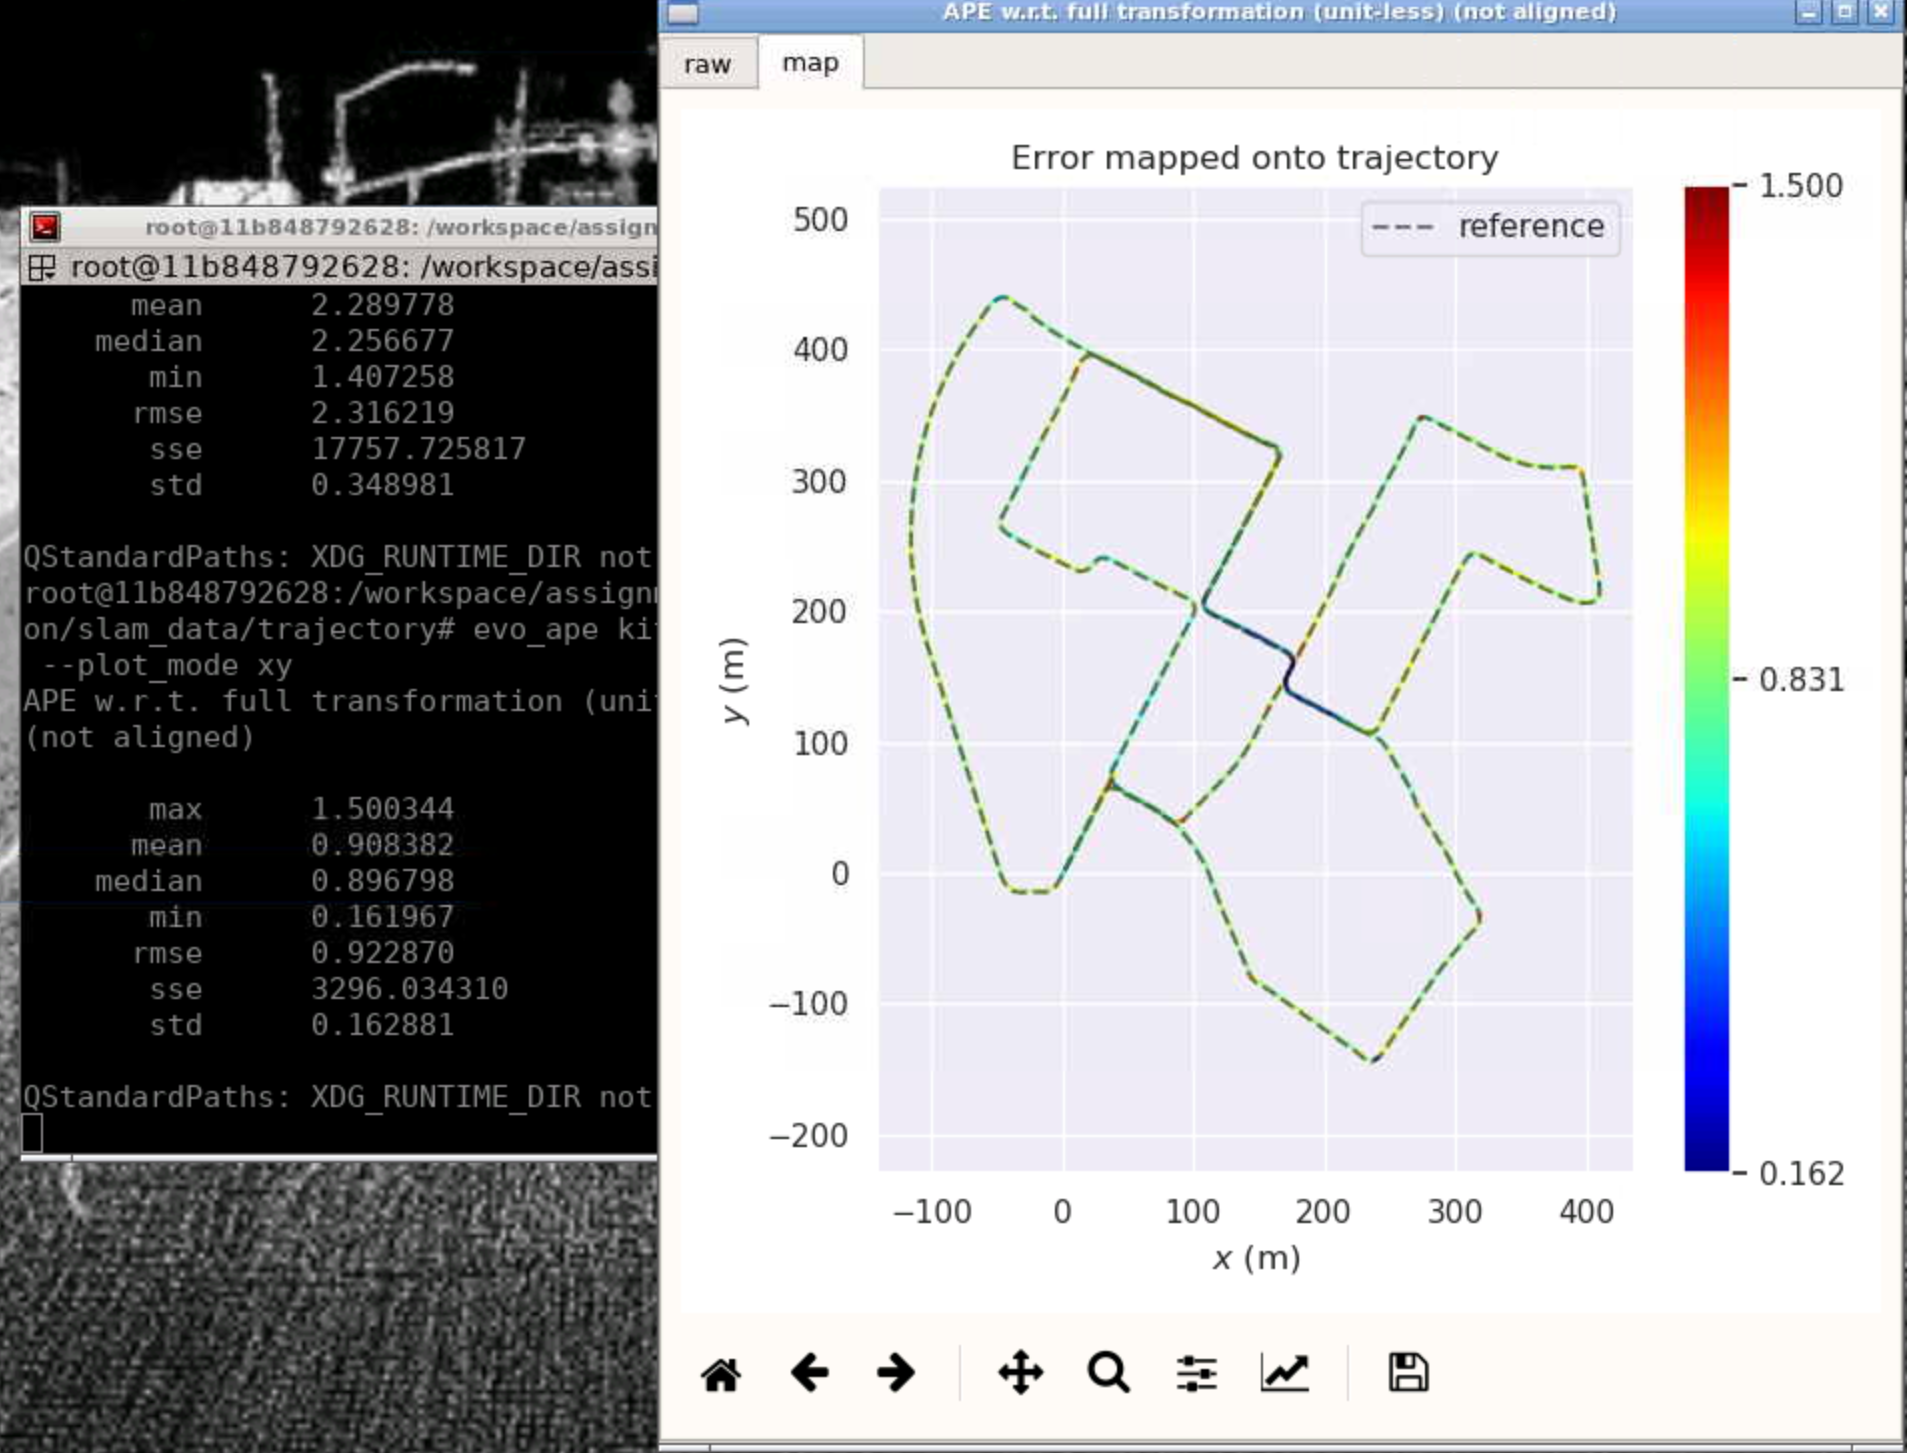 root@11b848792628: /workspace/assign
root@11b848792628: /workspace/assi
mean 2.289778
median 2.256677
min 1.407258
rmse 2.316219
sse 17757.725817
std 0.348981
QStandardPaths: XDG_RUNTIME_DIR not
root@11b848792628:/workspace/assign
on/slam_data/trajectory# evo_ape ki
--plot_mode xy
APE w.r.t. full transformation (uni
(not aligned)
max 1.500344
mean 0.908382
median 0.896798
min 0.161967
rmse 0.922870
sse 3296.034310
std 0.162881
QStandardPaths: XDG_RUNTIME_DIR not
APE w.r.t. full transformation (unit-less) (not aligned)
raw map
Error mapped onto trajectory
reference
500
400
300
200
100
0
−100
−200
y (m)
−100 0 100 200 300 400
x (m)
1.500
0.831
0.162